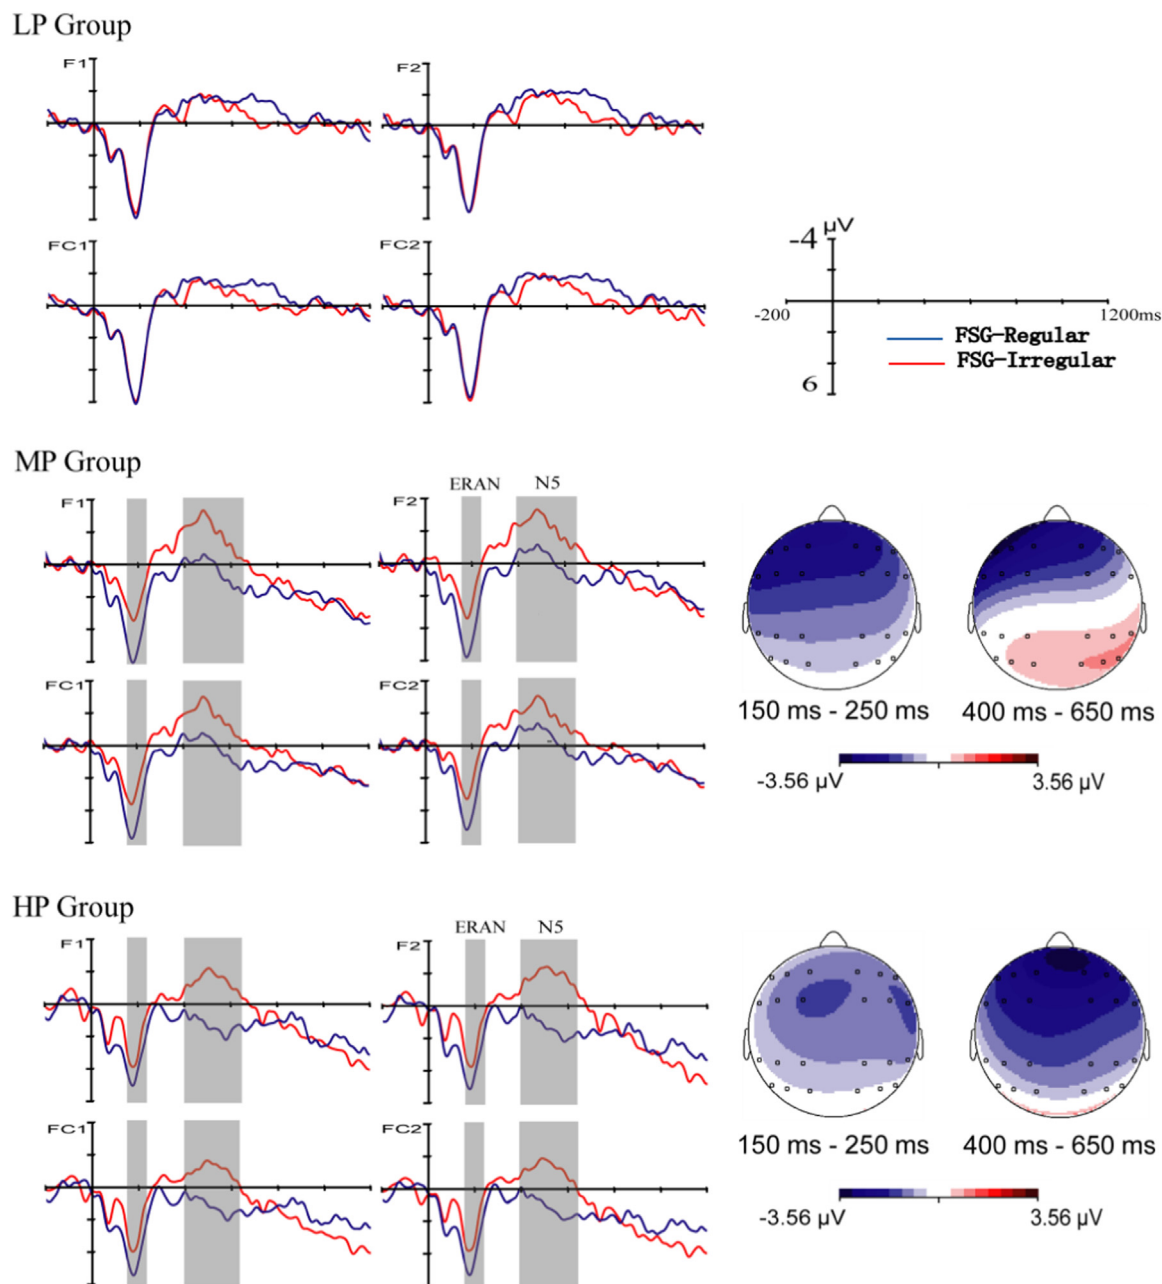 LP Group
F1
F2
FC1
FC2
-4 µV
-200
1200ms
FSG-Regular
FSG-Irregular
6
MP Group
ERAN
N5
F1
F2
FC1
FC2
150 ms - 250 ms
400 ms - 650 ms
-3.56 µV
3.56 µV
HP Group
ERAN
N5
F1
F2
FC1
FC2
150 ms - 250 ms
400 ms - 650 ms
-3.56 µV
3.56 µV